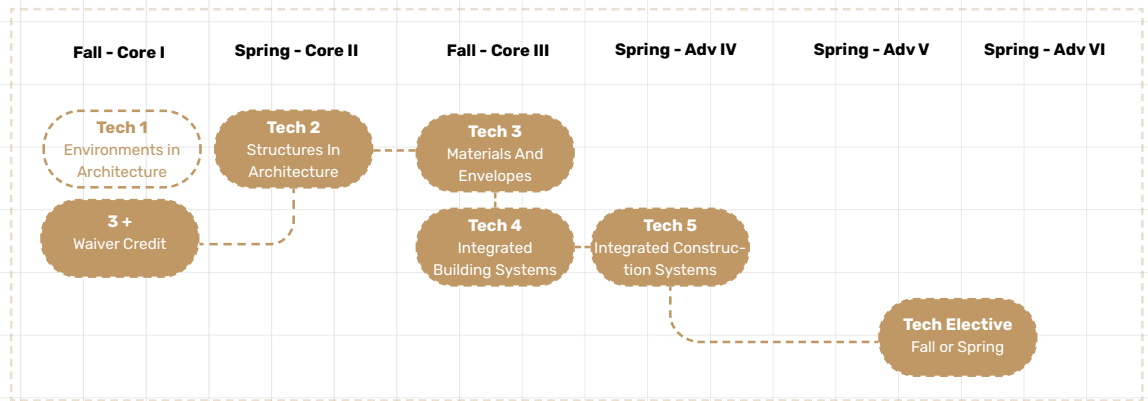 Fall - Core I
Spring - Core II
Fall - Core III
Spring - Adv IV
Spring - Adv V
Spring - Adv VI
Tech 1
Environments in
Architecture
3 +
Waiver Credit
Tech 2
Structures In
Architecture
Tech 3
Materials And
Envelopes
Tech 4
Integrated
Building Systems
Tech 5
Integrated Construc-
tion Systems
Tech Elective
Fall or Spring